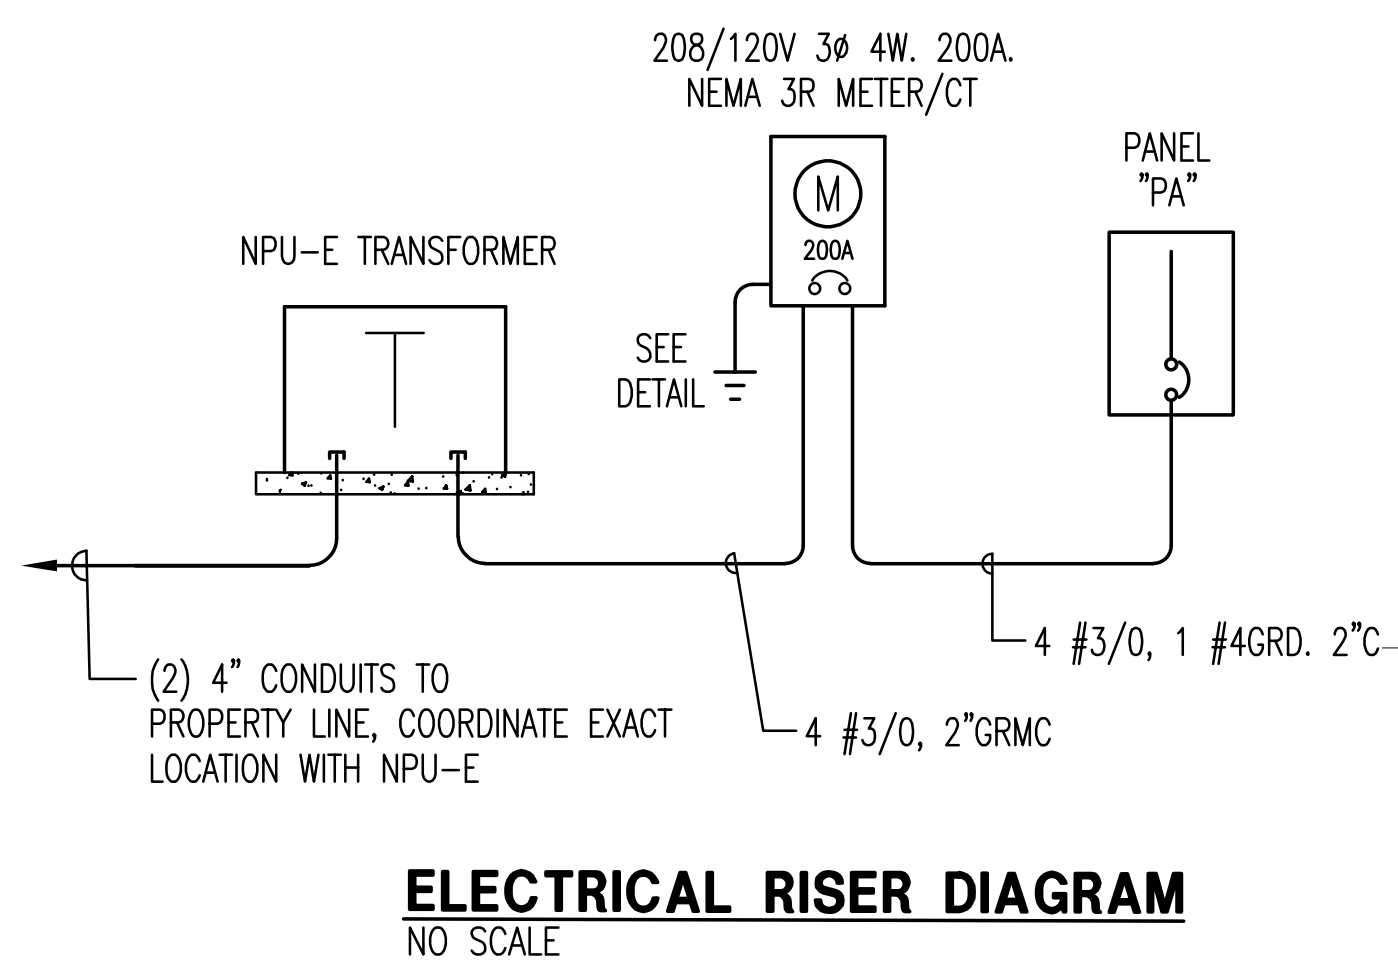 208/120V 3ø 4W. 200A.
NEMA 3R METER/CT
PANEL
"PA"
M
200A
NPU-E TRANSFORMER
T
SEE
DETAIL
4 #3/0, 1 #4GRD. 2"C
(2) 4" CONDUITS TO
PROPERTY LINE, COORDINATE EXACT
LOCATION WITH NPU-E
4 #3/0, 2"GRMC
ELECTRICAL RISER DIAGRAM
NO SCALE